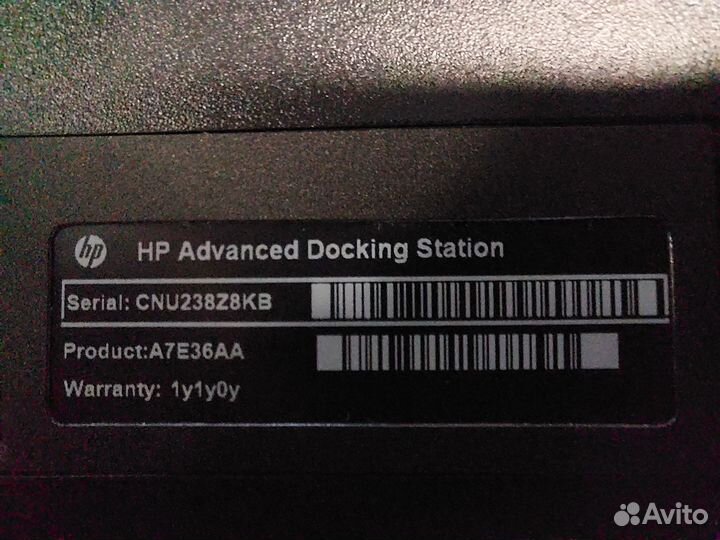 hp HP Advanced Docking Station
Serial: CNU238Z8KB
Product:A7E36AA
Warranty: 1y1y0y
Avito